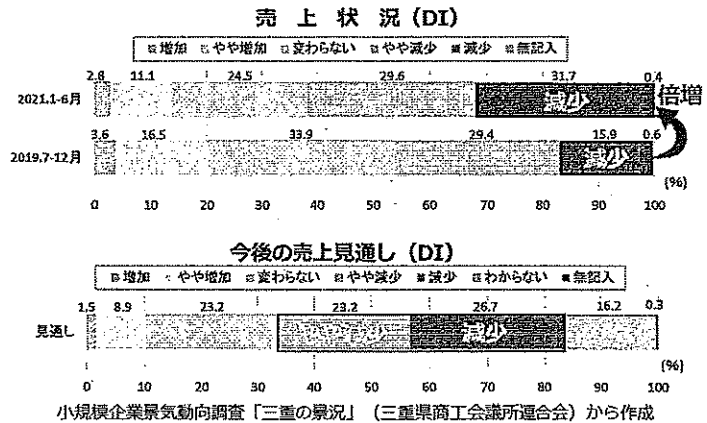 売上状況（DI）
増加 やや増加 変わらない やや減少 減少 無記入
2.8 11.1 24.5 29.6 31.7 0.4
2021.1-6月 減少 倍増
3.6 16.5 33.9 29.4 15.9 0.6
2019.7-12月 減少
(%)
0 10 20 30 40 50 60 70 80 90 100
今後の売上見通し（DI）
増加 やや増加 変わらない やや減少 減少 わからない 無記入
1.5 8.9 23.2 23.2 26.7 16.2 0.3
見通し やや減少 減少
(%)
0 10 20 30 40 50 60 70 80 90 100
小規模企業景気動向調査「三重の景況」（三重県商工会議所連合会）から作成